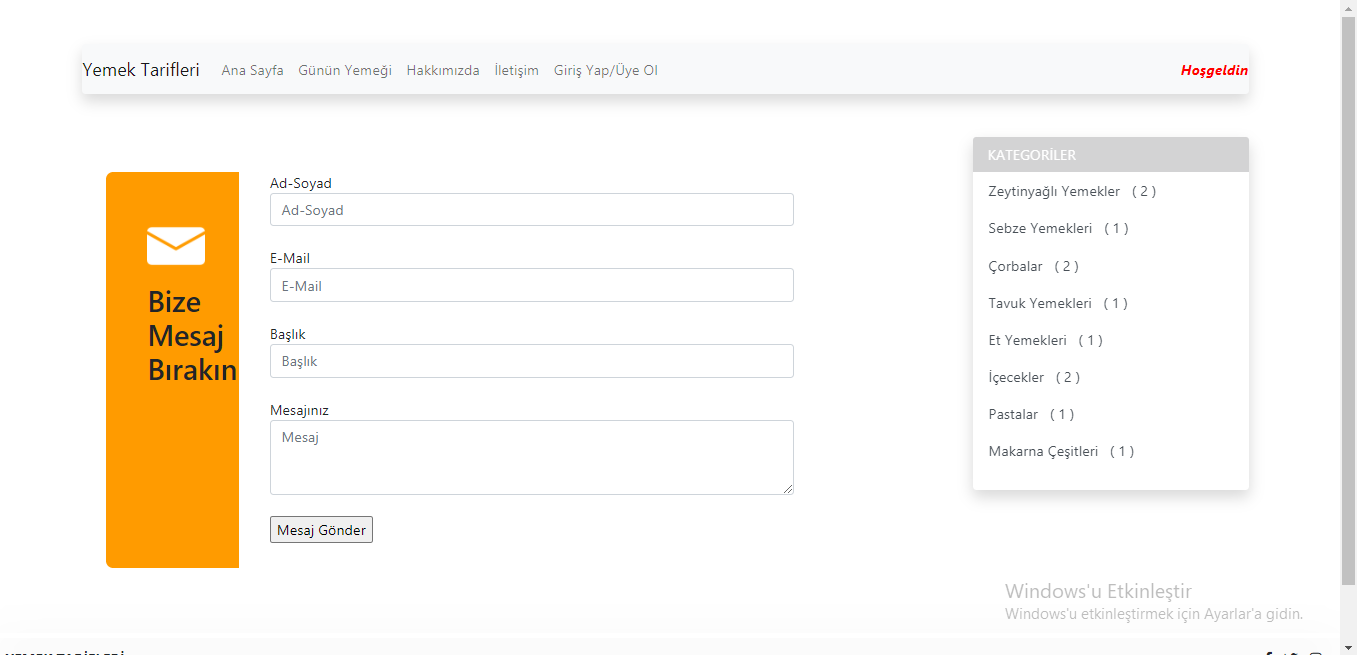 Yemek Tarifleri Ana Sayfa Günün Yemeği Hakkımızda İletişim Giriş Yap/Üye Ol Hoşgeldin
Bize
Mesaj
Bırakın
Ad-Soyad
Ad-Soyad
E-Mail
E-Mail
Başlık
Başlık
Mesajınız
Mesaj
Mesaj Gönder
KATEGORİLER
Zeytinyağlı Yemekler ( 2 )
Sebze Yemekleri ( 1 )
Çorbalar ( 2 )
Tavuk Yemekleri ( 1 )
Et Yemekleri ( 1 )
İçecekler ( 2 )
Pastalar ( 1 )
Makarna Çeşitleri ( 1 )
Windows'u Etkinleştir
Windows'u etkinleştirmek için Ayarlar'a gidin.